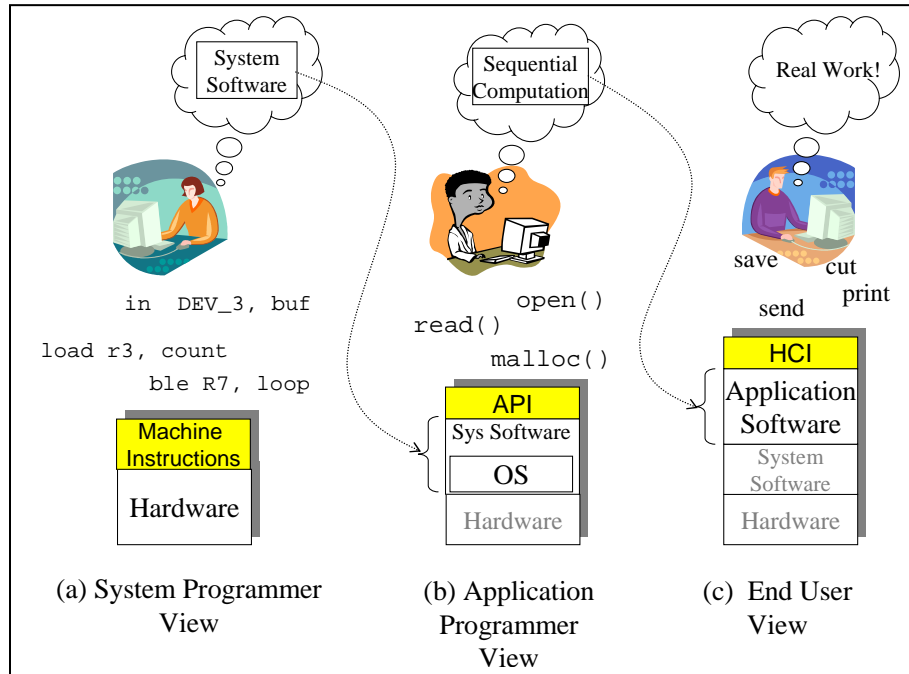 System
Software
Sequential
Computation
Real Work!
in DEV_3, buf
load r3, count
ble R7, loop
Machine
Instructions
Hardware
(a) System Programmer
View
open()
read()
malloc()
API
Sys Software
OS
Hardware
(b) Application
Programmer
View
save
cut
print
send
HCI
Application
Software
System
Software
Hardware
(c) End User
View